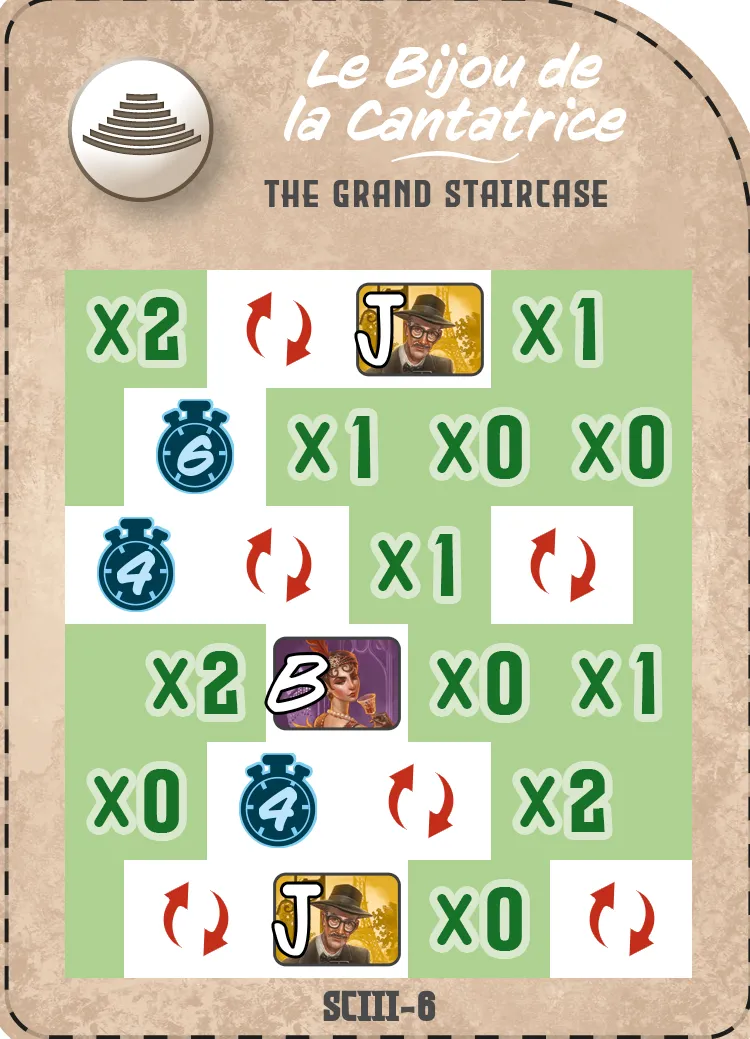 Le Bijou de
la Cantatrice
THE GRAND STAIRCASE
x2 J x1
6 x1 x0 x0
4 x1
x2 B x0 x1
x0 4 x2
J x0
SCIII-6